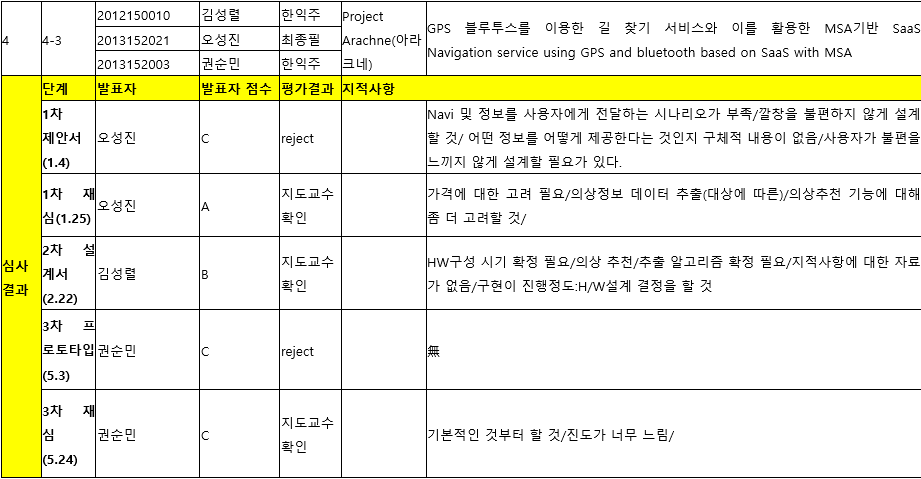 4 4-3 2012150010 김성렬 한익주 Project Arachne(아라크네) GPS 블루투스를 이용한 길 찾기 서비스와 이를 활용한 MSA기반 SaaS
2013152021 오성진 최종필 Navigation service using GPS and bluetooth based on SaaS with MSA
2013152003 권순민 한익주
심사
결과
단계 발표자 발표자 점수 평가결과 지적사항
1차
제안서
(1.4)
오성진 C reject
Navi 및 정보를 사용자에게 전달하는 시나리오가 부족/깔창을 불편하지 않게 설계
할 것/ 어떤 정보를 어떻게 제공한다는 것인지 구체적 내용이 없음/사용자가 불편을
느끼지 않게 설계할 필요가 있다.
1차 재
심(1.25)
오성진 A 지도교수
확인
가격에 대한 고려 필요/의상정보 데이터 추출(대상에 따른)/의상추천 기능에 대해
좀 더 고려할 것/
2차 설
계서
(2.22)
김성렬 B 지도교수
확인
HW구성 시기 확정 필요/의상 추천/추출 알고리즘 확정 필요/지적사항에 대한 자료
가 없음/구현이 진행정도:H/W설계 결정을 할 것
3차 프
로토타입
(5.3)
권순민 C reject 無
3차 재
심
(5.24)
권순민 C 지도교수
확인
기본적인 것부터 할 것/진도가 너무 느림/